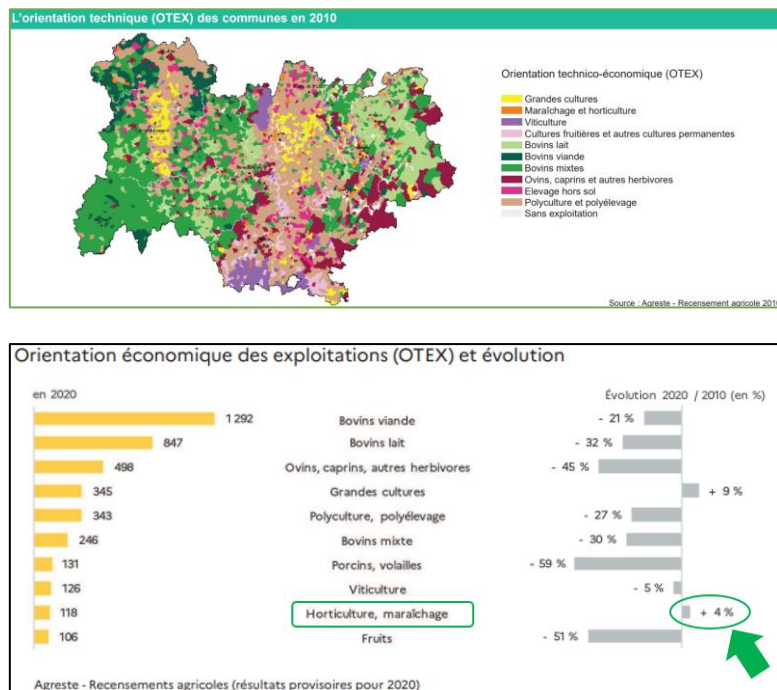 L'orientation technique (OTEX) des communes en 2010
Orientation technico-économique (OTEX)
Grandes cultures
Maraîchage et horticulture
Viticulture
Cultures fruitières et autres cultures permanentes
Bovins lait
Bovins viande
Bovins mixtes
Ovins, caprins et autres herbivores
Elevage hors sol
Polyculture et polyélevage
Sans exploitation
Source : Agreste - Recensement agricole 2010
Orientation économique des exploitations (OTEX) et évolution
en 2020 Évolution 2020 / 2010 (en %)
1 292 Bovins viande - 21 %
847 Bovins lait - 32 %
498 Ovins, caprins, autres herbivores - 45 %
345 Grandes cultures + 9 %
343 Polyculture, polyélevage - 27 %
246 Bovins mixte - 30 %
131 Porcins, volailles - 59 %
126 Viticulture - 5 %
118 Horticulture, maraîchage + 4 %
106 Fruits - 51 %
Agreste - Recensements agricoles (résultats provisoires pour 2020)